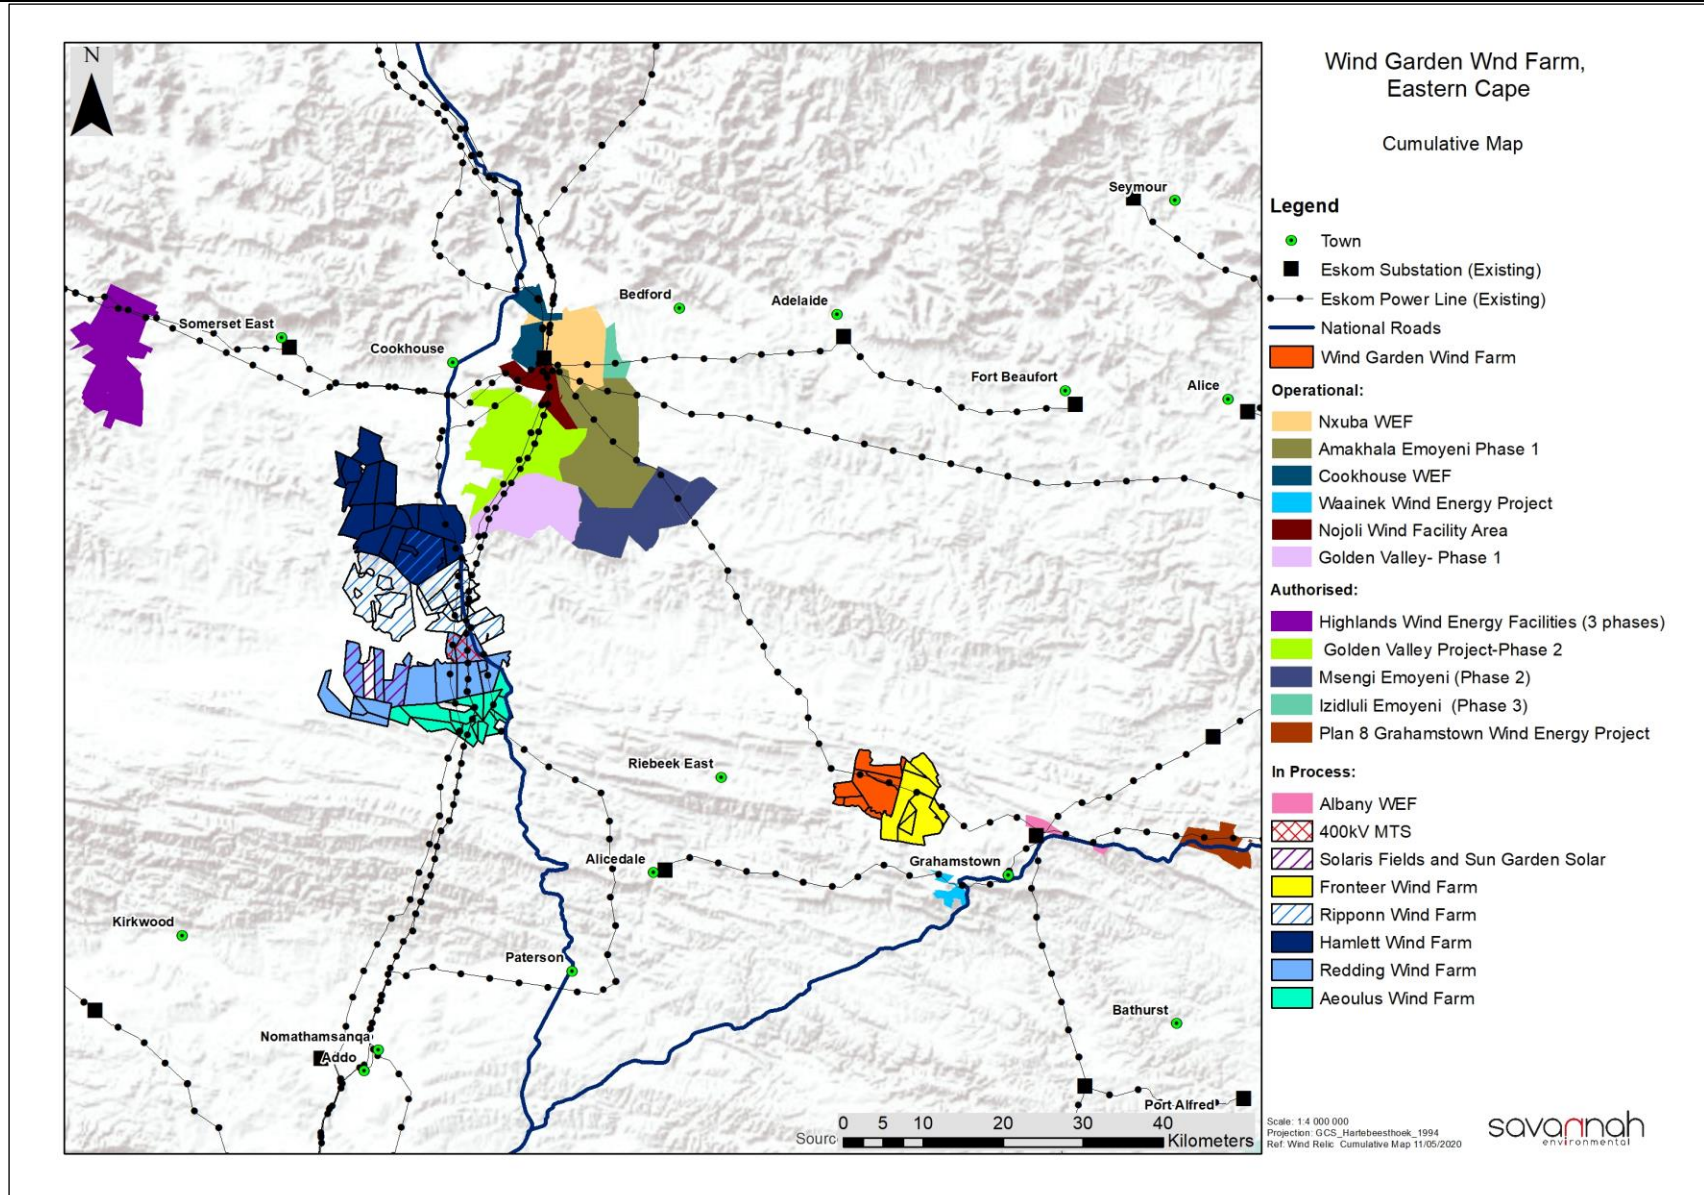 Wind Garden Wnd Farm,
Eastern Cape
Cumulative Map
N
Seymour
Bedford
Adelaide
Somerset East
Cookhouse
Fort Beaufort
Alice
Riebeek East
Alicedale
Grahamstown
Kirkwood
Paterson
Bathurst
Nomathamsanqa
Addo
Port Alfred
0 5 10 20 30 40
Sourc
Kilometers
Legend
Town
Eskom Substation (Existing)
Eskom Power Line (Existing)
National Roads
Wind Garden Wind Farm
Operational:
Nxuba WEF
Amakhala Emoyeni Phase 1
Cookhouse WEF
Waainek Wind Energy Project
Nojoli Wind Facility Area
Golden Valley- Phase 1
Authorised:
Highlands Wind Energy Facilities (3 phases)
Golden Valley Project-Phase 2
Msengi Emoyeni (Phase 2)
Izidluli Emoyeni (Phase 3)
Plan 8 Grahamstown Wind Energy Project
In Process:
Albany WEF
400kV MTS
Solaris Fields and Sun Garden Solar
Fronteer Wind Farm
Ripponn Wind Farm
Hamlett Wind Farm
Redding Wind Farm
Aeoulus Wind Farm
Scale: 1:4 000 000
Projection: GCS_Hartebeesthoek_1994
Ref: Wind Relic Cumulative Map 11/05/2020
savannah
environmental